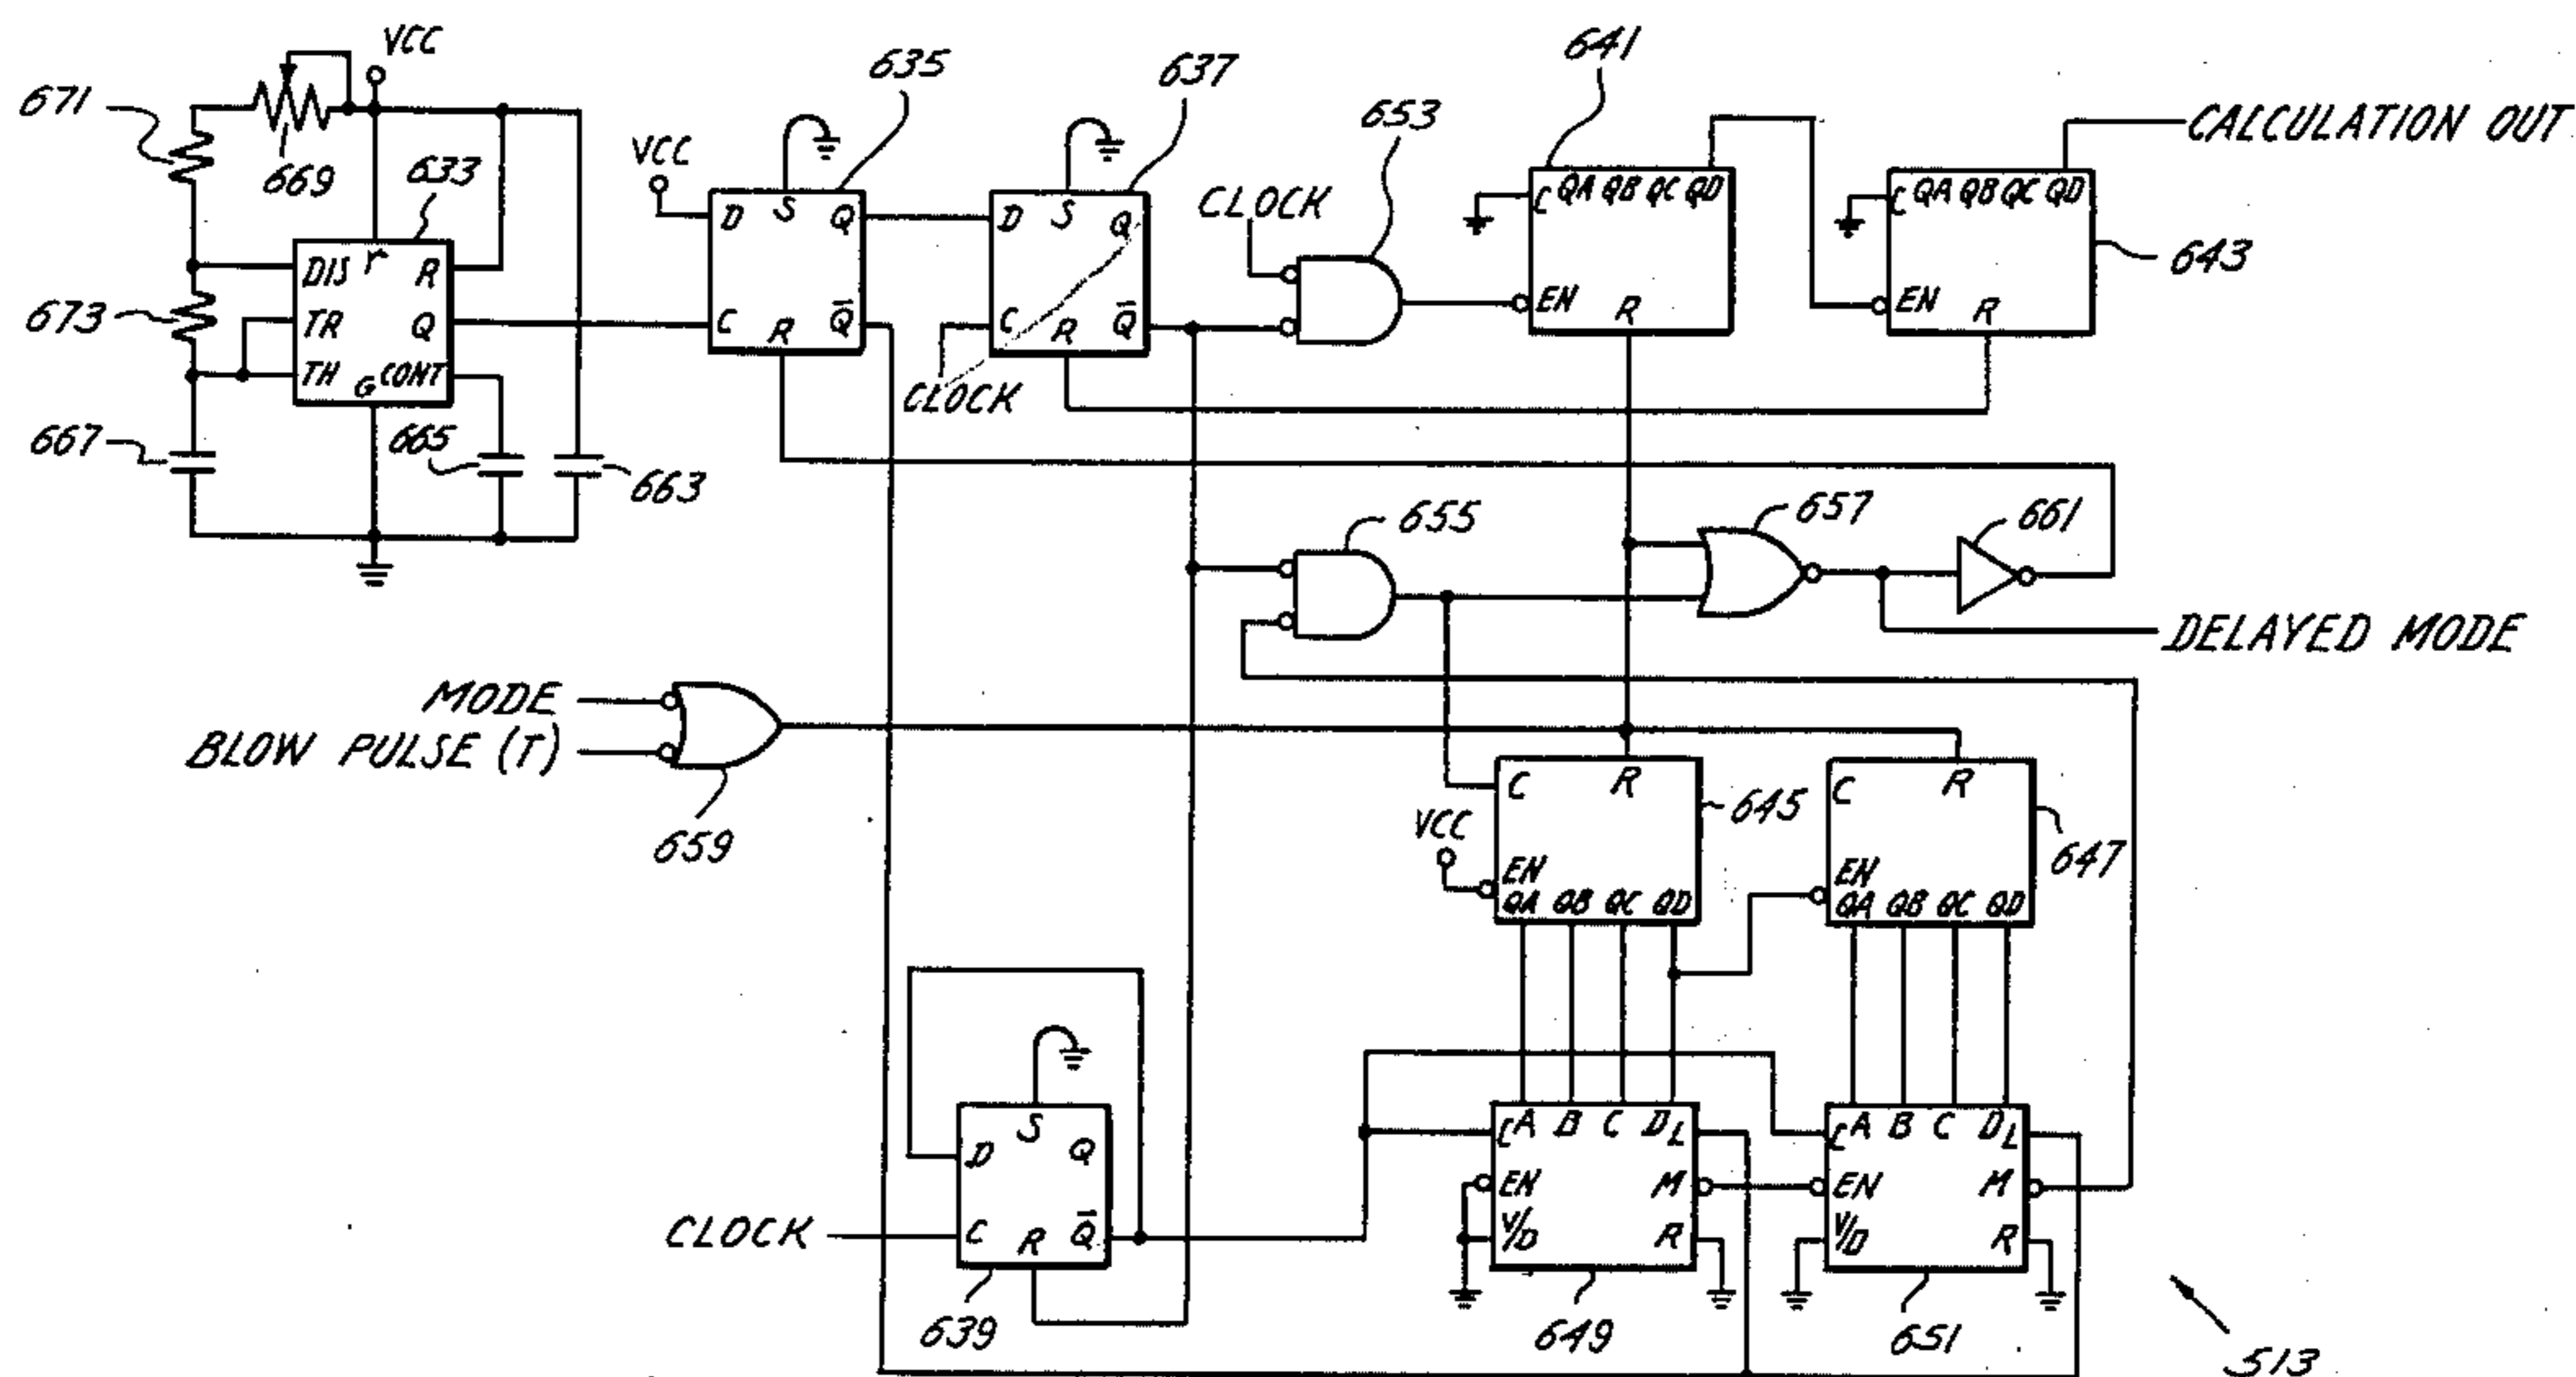 VCC
671
669
633
DIS
V
R
673
TR
Q
TH
G
CONT
667
665
663
635
VCC
D
S
Q
C
R
Q̄
637
D
S
Q
C
R
Q̄
CLOCK
CLOCK
653
641
C QA QB QC QD
EN
R
CALCULATION OUT
C QA QB QC QD
EN
R
643
655
657
661
DELAYED MODE
MODE
BLOW PULSE (T)
659
C
R
645
VCC
EN
QA QB QC QD
C
R
647
EN
QA QB QC QD
S
D
Q
CLOCK
C
R
Q̄
639
C A B C D L
EN
M
V/D
R
649
C A B C D L
EN
M
V/D
R
651
513